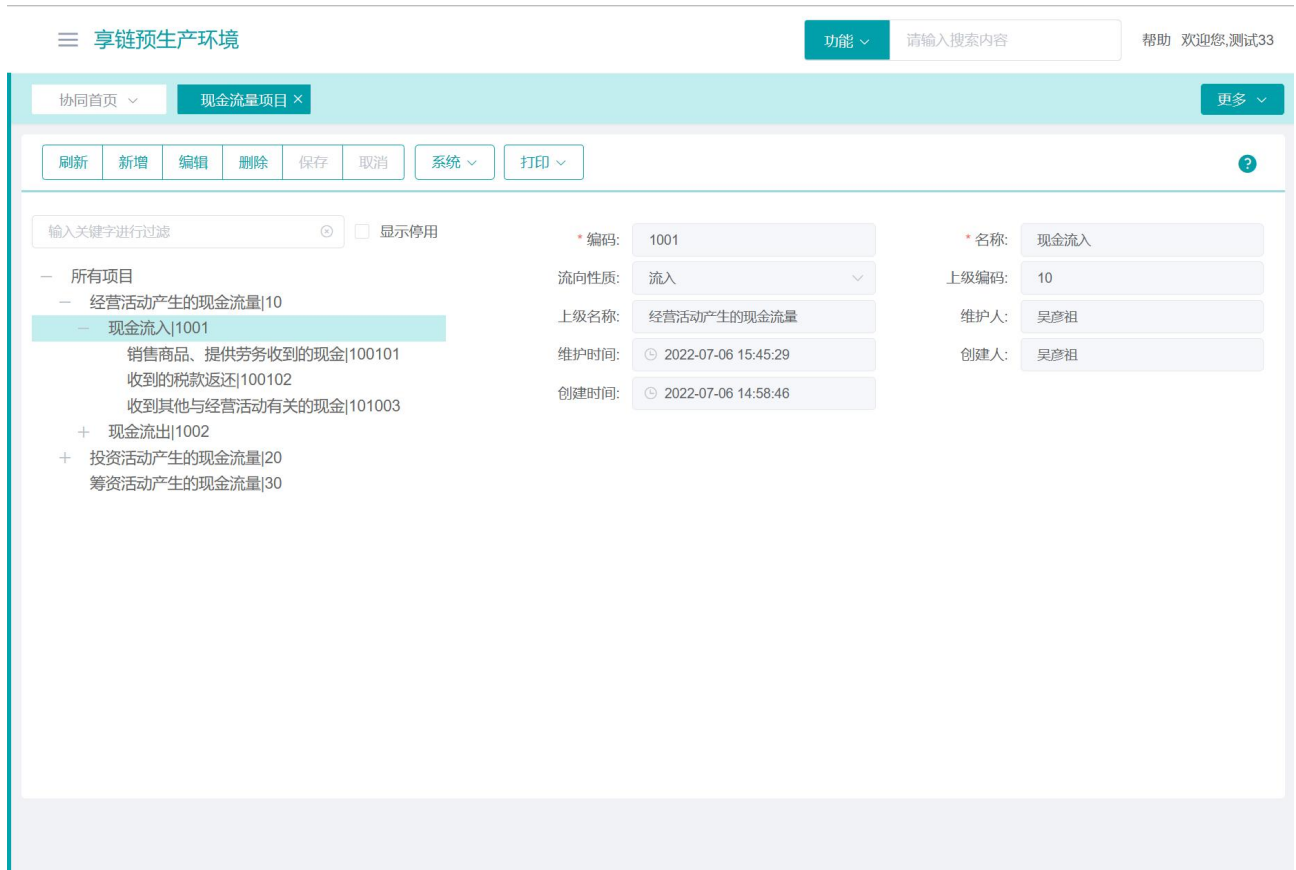 享链预生产环境 功能 请输入搜索内容 帮助 欢迎您,测试33
协同首页 现金流量项目 × 更多
刷新 新增 编辑 删除 保存 取消 系统 打印 ?
输入关键字进行过滤 显示停用
所有项目
经营活动产生的现金流量|10
现金流入|1001
销售商品、提供劳务收到的现金|100101
收到的税款返还|100102
收到其他与经营活动有关的现金|101003
现金流出|1002
投资活动产生的现金流量|20
筹资活动产生的现金流量|30
* 编码: 1001 * 名称: 现金流入
流向性质: 流入 上级编码: 10
上级名称: 经营活动产生的现金流量 维护人: 吴彦祖
维护时间: 2022-07-06 15:45:29 创建人: 吴彦祖
创建时间: 2022-07-06 14:58:46